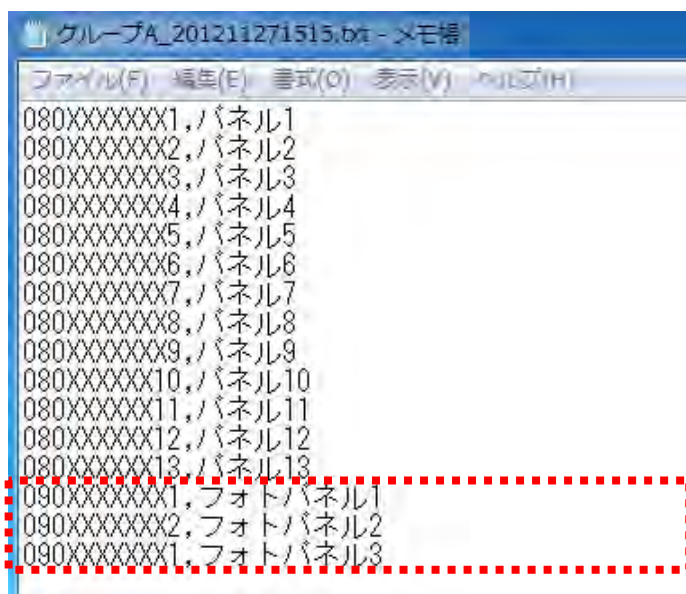 グループA_201211271515.txt - メモ帳
ファイル(F) 編集(E) 書式(O) 表示(V) ヘルプ(H)
080XXXXXXX1,パネル1
080XXXXXXX2,パネル2
080XXXXXXX3,パネル3
080XXXXXXX4,パネル4
080XXXXXXX5,パネル5
080XXXXXXX6,パネル6
080XXXXXXX7,パネル7
080XXXXXXX8,パネル8
080XXXXXXX9,パネル9
080XXXXXX10,パネル10
080XXXXXX11,パネル11
080XXXXXX12,パネル12
080XXXXXX13,パネル13
090XXXXXXX1,フォトパネル1
090XXXXXXX2,フォトパネル2
090XXXXXXX1,フォトパネル3